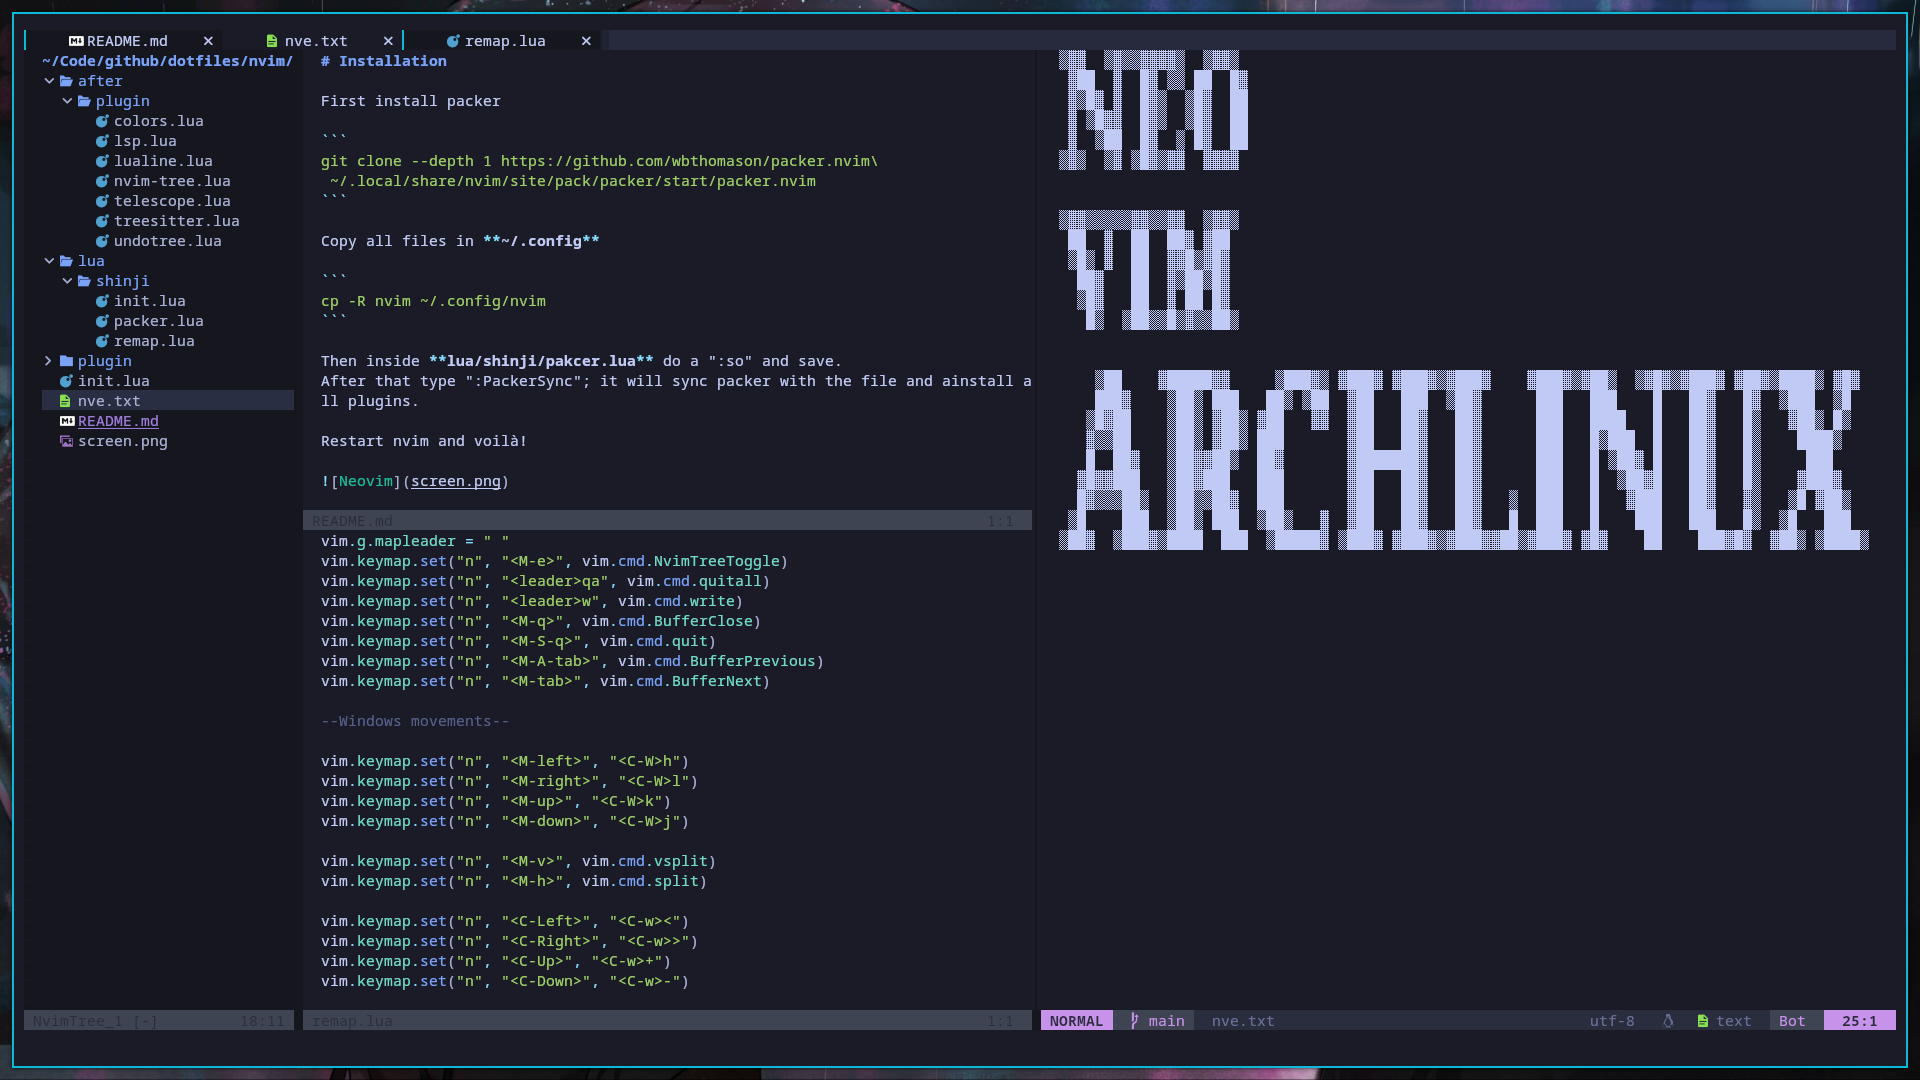 README.md ✕ nve.txt ✕ remap.lua ✕
~/Code/github/dotfiles/nvim/
after
plugin
colors.lua
lsp.lua
lualine.lua
nvim-tree.lua
telescope.lua
treesitter.lua
undotree.lua
lua
shinji
init.lua
packer.lua
remap.lua
plugin
init.lua
nve.txt
README.md
screen.png
NvimTree_1 [-] 18:11
# Installation
First install packer
```
git clone --depth 1 https://github.com/wbthomason/packer.nvim\
~/.local/share/nvim/site/pack/packer/start/packer.nvim
```
Copy all files in **~/.config**
```
cp -R nvim ~/.config/nvim
```
Then inside **lua/shinji/pakcer.lua** do a ":so" and save.
After that type ":PackerSync"; it will sync packer with the file and ainstall a
ll plugins.
Restart nvim and voilà!
![Neovim](screen.png)
README.md 1:1
vim.g.mapleader = " "
vim.keymap.set("n", "<M-e>", vim.cmd.NvimTreeToggle)
vim.keymap.set("n", "<leader>qa", vim.cmd.quitall)
vim.keymap.set("n", "<leader>w", vim.cmd.write)
vim.keymap.set("n", "<M-q>", vim.cmd.BufferClose)
vim.keymap.set("n", "<M-S-q>", vim.cmd.quit)
vim.keymap.set("n", "<M-A-tab>", vim.cmd.BufferPrevious)
vim.keymap.set("n", "<M-tab>", vim.cmd.BufferNext)
--Windows movements--
vim.keymap.set("n", "<M-left>", "<C-W>h")
vim.keymap.set("n", "<M-right>", "<C-W>l")
vim.keymap.set("n", "<M-up>", "<C-W>k")
vim.keymap.set("n", "<M-down>", "<C-W>j")
vim.keymap.set("n", "<M-v>", vim.cmd.vsplit)
vim.keymap.set("n", "<M-h>", vim.cmd.split)
vim.keymap.set("n", "<C-Left>", "<C-w><")
vim.keymap.set("n", "<C-Right>", "<C-w>>")
vim.keymap.set("n", "<C-Up>", "<C-w>+")
vim.keymap.set("n", "<C-Down>", "<C-w>-")
remap.lua 1:1
NEO
VIM
ARCHLINUX
NORMAL main nve.txt utf-8 text Bot 25:1